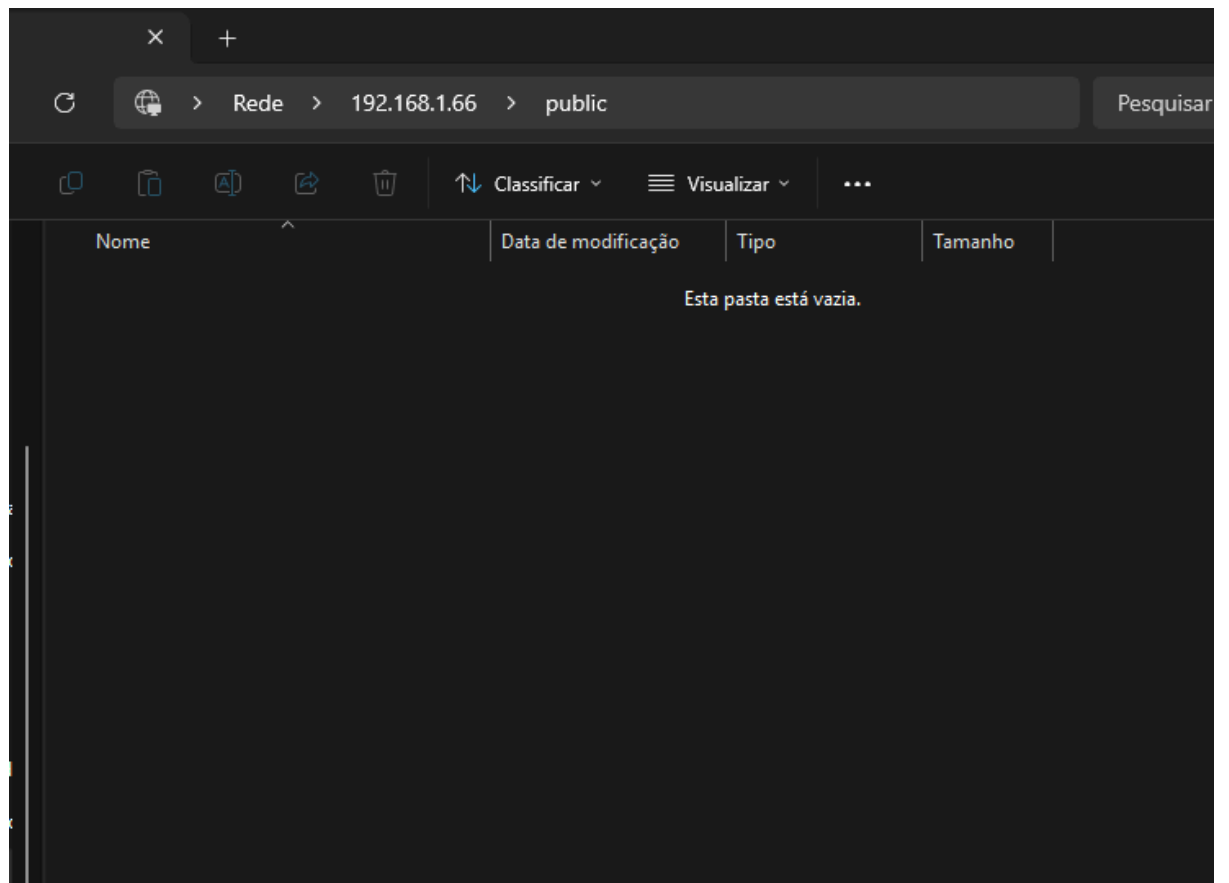 Rede > 192.168.1.66 > public
Pesquisar
Classificar
Visualizar
Nome
Data de modificação
Tipo
Tamanho
Esta pasta está vazia.